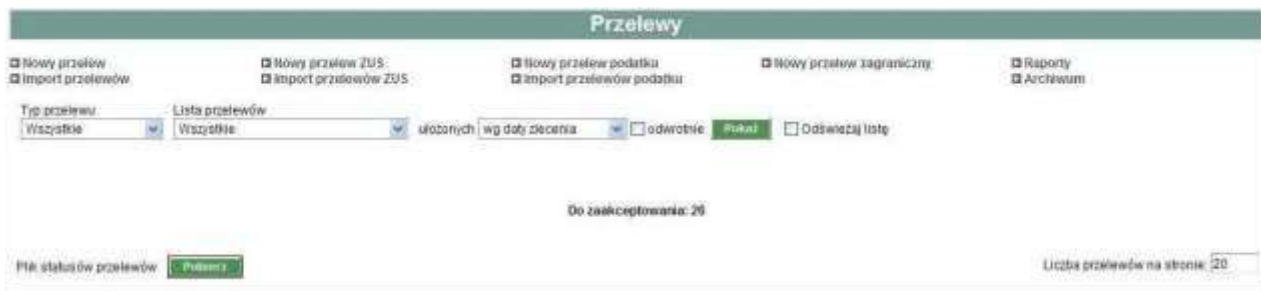 Przelewy
Nowy przelew Nowy przelew ZUS Nowy przelew podatku Nowy przelew zagraniczny Raporty
Import przelewów Import przelewów ZUS Import przelewów podatku Archiwum
Typ przelewu Lista przelewów
Wszystkie Wszystkie ułożonych wg daty zlecenia odwrotnie Pokaż Odświeżaj listę
Do zaakceptowania: 26
Plik statusów przelewów Pobierz Liczba przelewów na stronie: 20